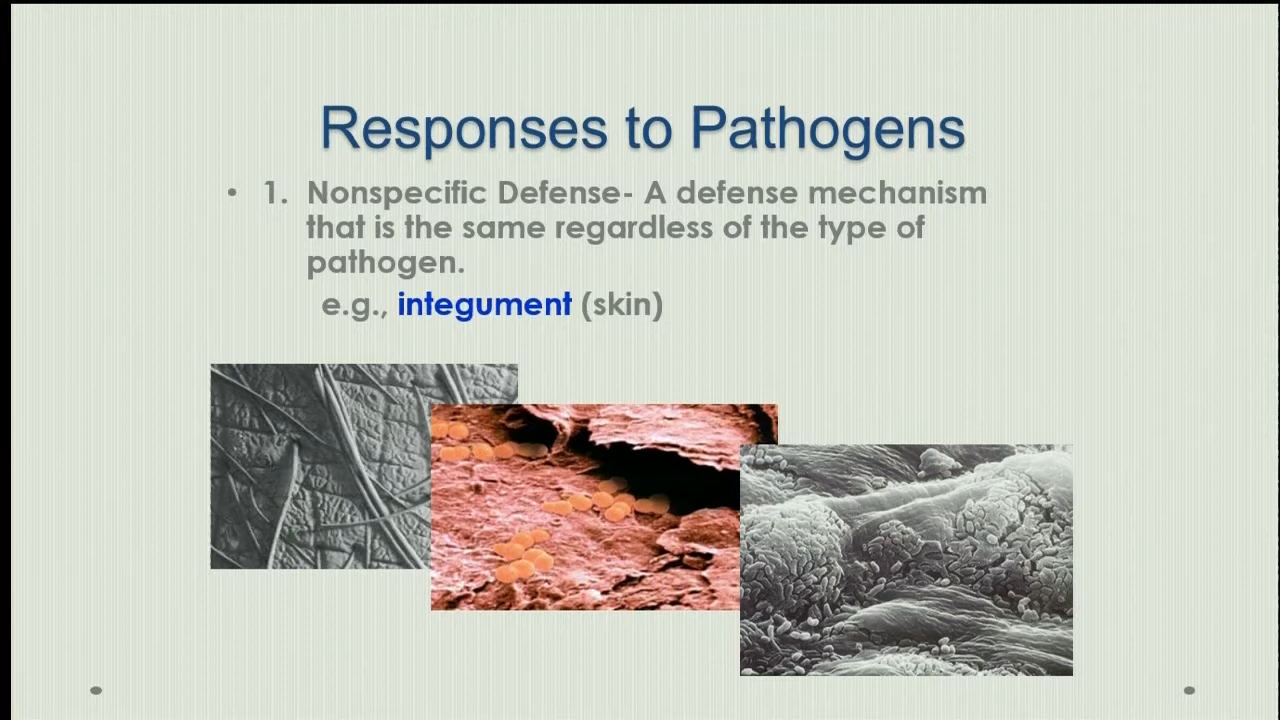 Responses to Pathogens
• 1. Nonspecific Defense- A defense mechanism
that is the same regardless of the type of
pathogen.
e.g., integument (skin)